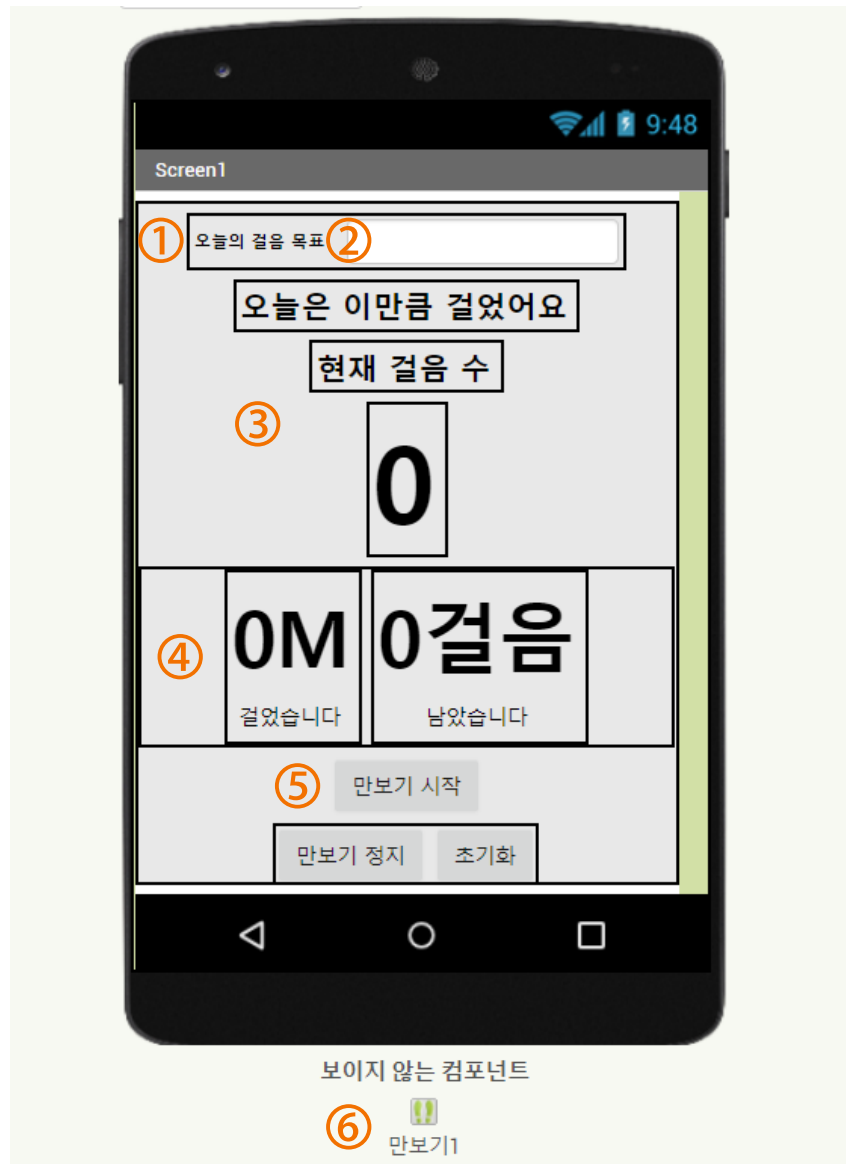 9:48
Screen1
① 오늘의 걸음 목표 ②
오늘은 이만큼 걸었어요
현재 걸음 수
③
0
④ 0M 0걸음
걸었습니다 남았습니다
⑤ 만보기 시작
만보기 정지 초기화
보이지 않는 컴포넌트
⑥
만보기1